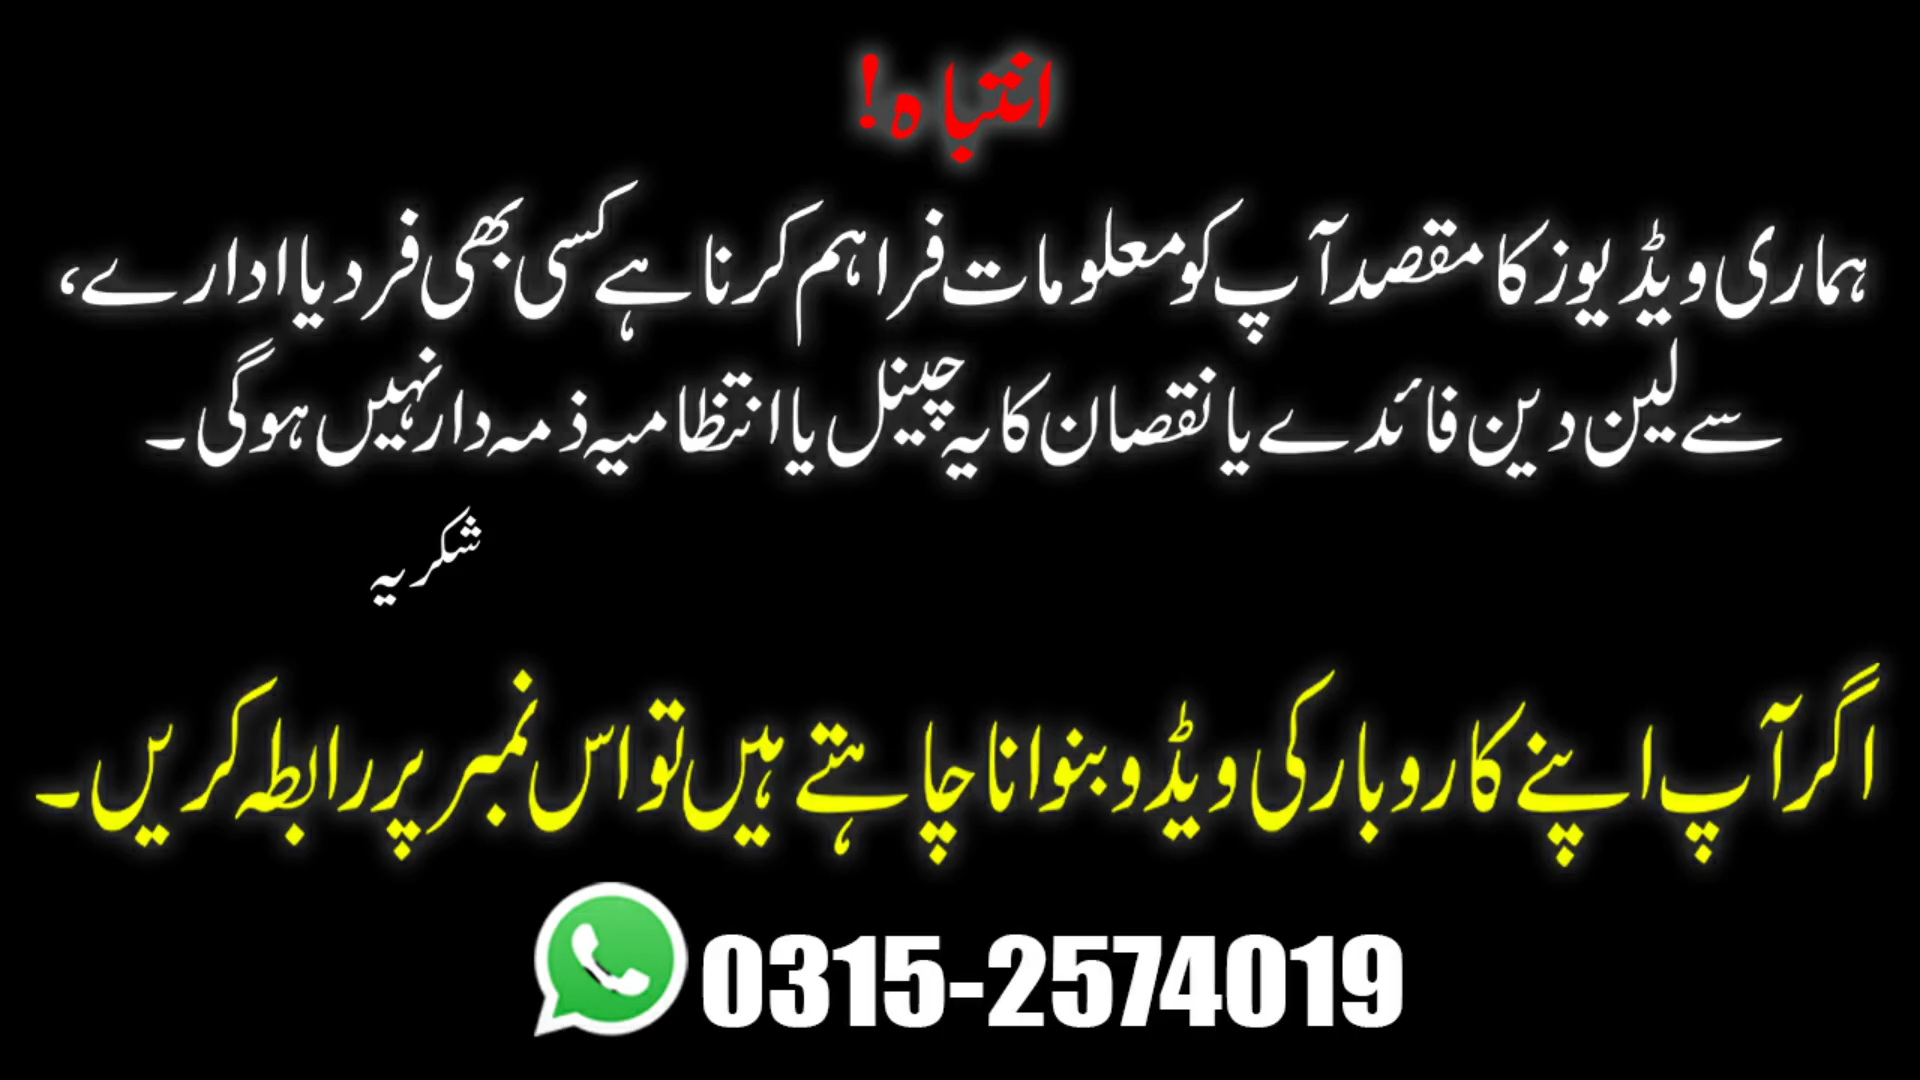 انتباہ!
ہماری ویڈیوز کا مقصد آپ کو معلومات فراہم کرنا ہے کسی بھی فرد یا ادارے،
سے لین دین فائدے یا نقصان کا یہ چینل یا انتظامیہ ذمہ دار نہیں ہوگی۔
شکریہ
اگر آپ اپنے کاروبار کی ویڈو بنوانا چاہتے ہیں تو اس نمبر پر رابطہ کریں۔
0315-2574019